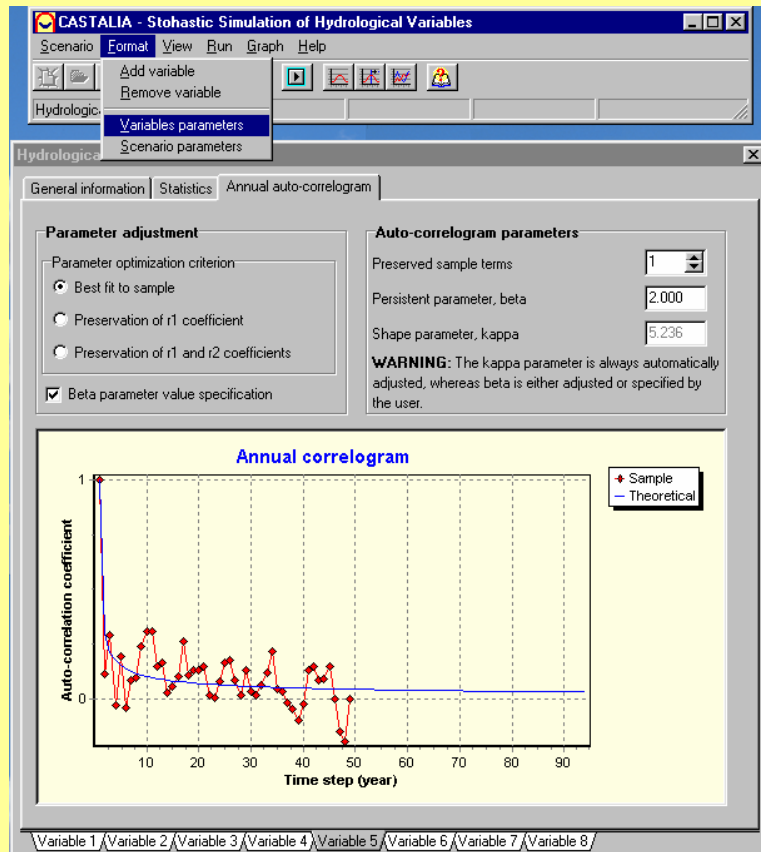 CASTALIA - Stohastic Simulation of Hydrological Variables
Scenario Format View Run Graph Help
Add variable
Remove variable
Variables parameters
Scenario parameters
Hydrologica
Hydrologica
General information Statistics Annual auto-correlogram
Parameter adjustment
Parameter optimization criterion
Best fit to sample
Preservation of r1 coefficient
Preservation of r1 and r2 coefficients
Beta parameter value specification
Auto-correlogram parameters
Preserved sample terms 1
Persistent parameter, beta 2.000
Shape parameter, kappa 5.236
WARNING: The kappa parameter is always automatically
adjusted, whereas beta is either adjusted or specified by
the user.
Annual correlogram
Sample
Theoretical
Auto-correlation coefficient
1
0
10 20 30 40 50 60 70 80 90
Time step (year)
Variable 1 Variable 2 Variable 3 Variable 4 Variable 5 Variable 6 Variable 7 Variable 8